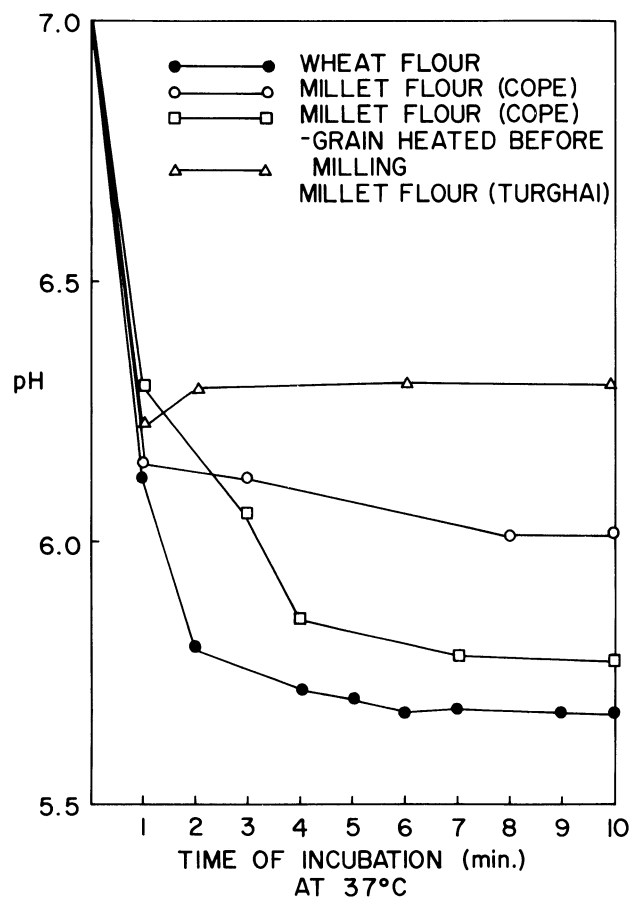 7.0
WHEAT FLOUR
MILLET FLOUR (COPE)
MILLET FLOUR (COPE)
-GRAIN HEATED BEFORE
MILLING
MILLET FLOUR (TURGHAI)
6.5
pH
6.0
5.5
1 2 3 4 5 6 7 8 9 10
TIME OF INCUBATION (min.)
AT 37°C